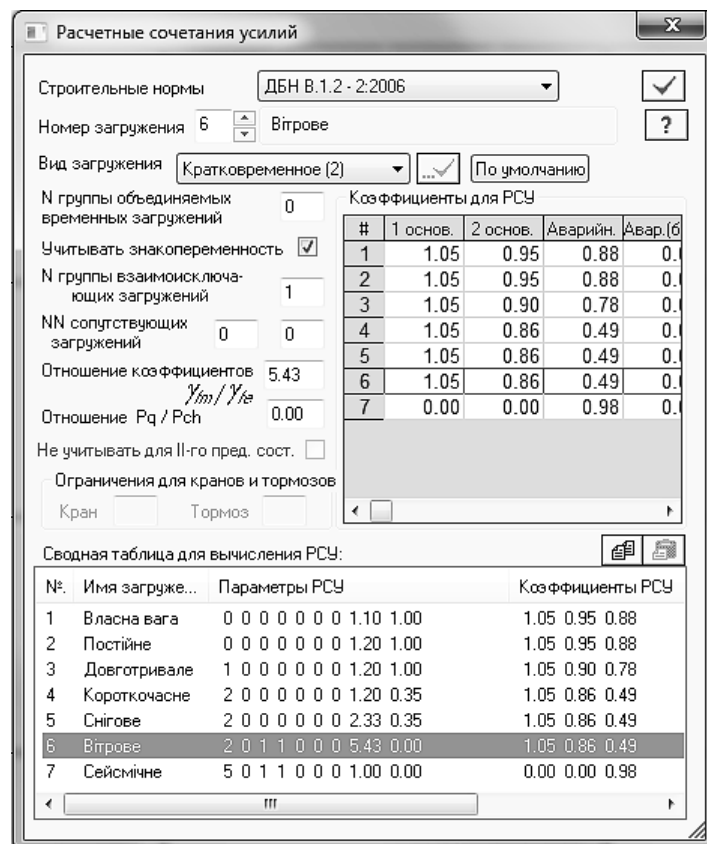 Расчетные сочетания усилий
Строительные нормы ДБН В.1.2 - 2:2006
Номер загружения 6 Вітрове
?
Вид загружения Кратковременное (2) По умолчанию
N группы объединяемых
временных загружений 0
Учитывать знакопеременность
N группы взаимоисключа-
ющих загружений 1
NN сопутствующих
загружений 0 0
Отношение коэффициентов 5.43
γfm / γfe
Отношение Pq / Pch 0.00
Не учитывать для II-го пред. сост.
Ограничения для кранов и тормозов
Кран Тормоз
Коэффициенты для РСУ
# 1 основ. 2 основ. Аварийн. Авар.(б
1 1.05 0.95 0.88 0.
2 1.05 0.95 0.88 0.
3 1.05 0.90 0.78 0.
4 1.05 0.86 0.49 0.
5 1.05 0.86 0.49 0.
6 1.05 0.86 0.49 0.
7 0.00 0.00 0.98 0.
Сводная таблица для вычисления РСУ:
№. Имя загруже... Параметры РСУ Коэффициенты РСУ
1 Власна вага 0 0 0 0 0 0 0 1.10 1.00 1.05 0.95 0.88
2 Постійне 0 0 0 0 0 0 0 1.20 1.00 1.05 0.95 0.88
3 Довготривале 1 0 0 0 0 0 0 1.20 1.00 1.05 0.90 0.78
4 Короткочасне 2 0 0 0 0 0 0 1.20 0.35 1.05 0.86 0.49
5 Снігове 2 0 0 0 0 0 0 2.33 0.35 1.05 0.86 0.49
6 Вітрове 2 0 1 1 0 0 0 5.43 0.00 1.05 0.86 0.49
7 Сейсмічне 5 0 1 1 0 0 0 1.00 0.00 0.00 0.00 0.98